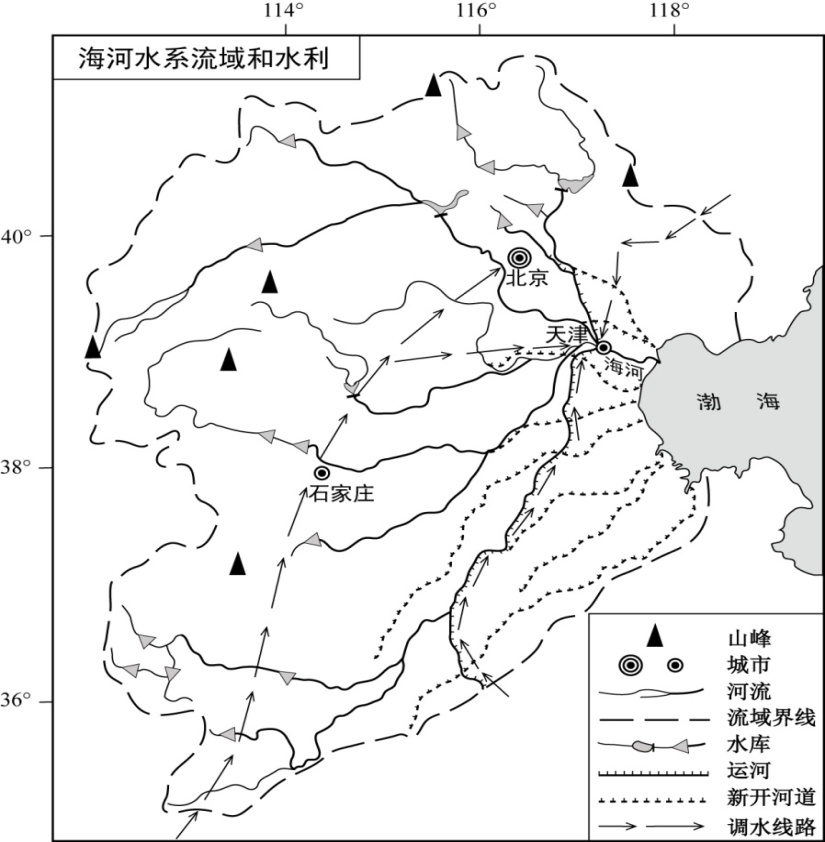 114°
116°
118°
海河水系流域和水利
40°
北京
天津
海河
渤 海
38°
石家庄
36°
山峰
城市
河流
流域界线
水库
运河
新开河道
调水线路